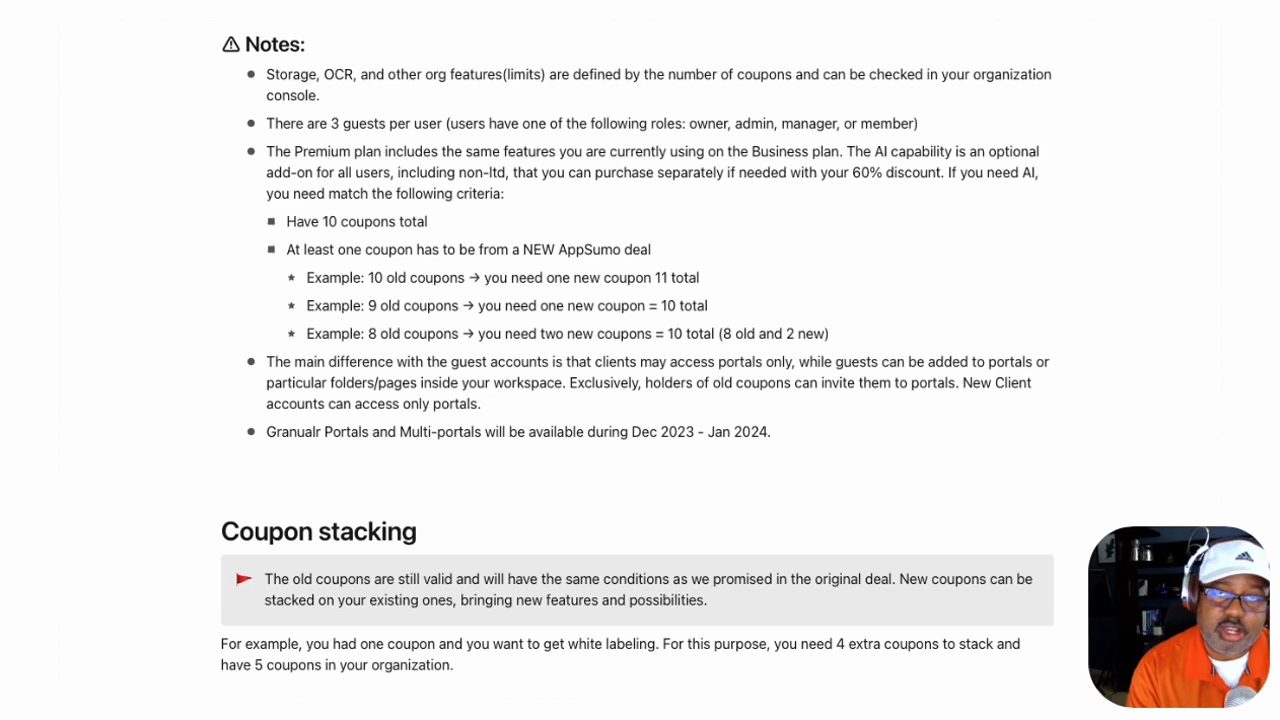 Notes:
Storage, OCR, and other org features(limits) are defined by the number of coupons and can be checked in your organization
console.
There are 3 guests per user (users have one of the following roles: owner, admin, manager, or member)
The Premium plan includes the same features you are currently using on the Business plan. The AI capability is an optional
add-on for all users, including non-ltd, that you can purchase separately if needed with your 60% discount. If you need AI,
you need match the following criteria:
Have 10 coupons total
At least one coupon has to be from a NEW AppSumo deal
Example: 10 old coupons → you need one new coupon 11 total
Example: 9 old coupons → you need one new coupon = 10 total
Example: 8 old coupons → you need two new coupons = 10 total (8 old and 2 new)
The main difference with the guest accounts is that clients may access portals only, while guests can be added to portals or
particular folders/pages inside your workspace. Exclusively, holders of old coupons can invite them to portals. New Client
accounts can access only portals.
Granualr Portals and Multi-portals will be available during Dec 2023 - Jan 2024.
Coupon stacking
The old coupons are still valid and will have the same conditions as we promised in the original deal. New coupons can be
stacked on your existing ones, bringing new features and possibilities.
For example, you had one coupon and you want to get white labeling. For this purpose, you need 4 extra coupons to stack and
have 5 coupons in your organization.